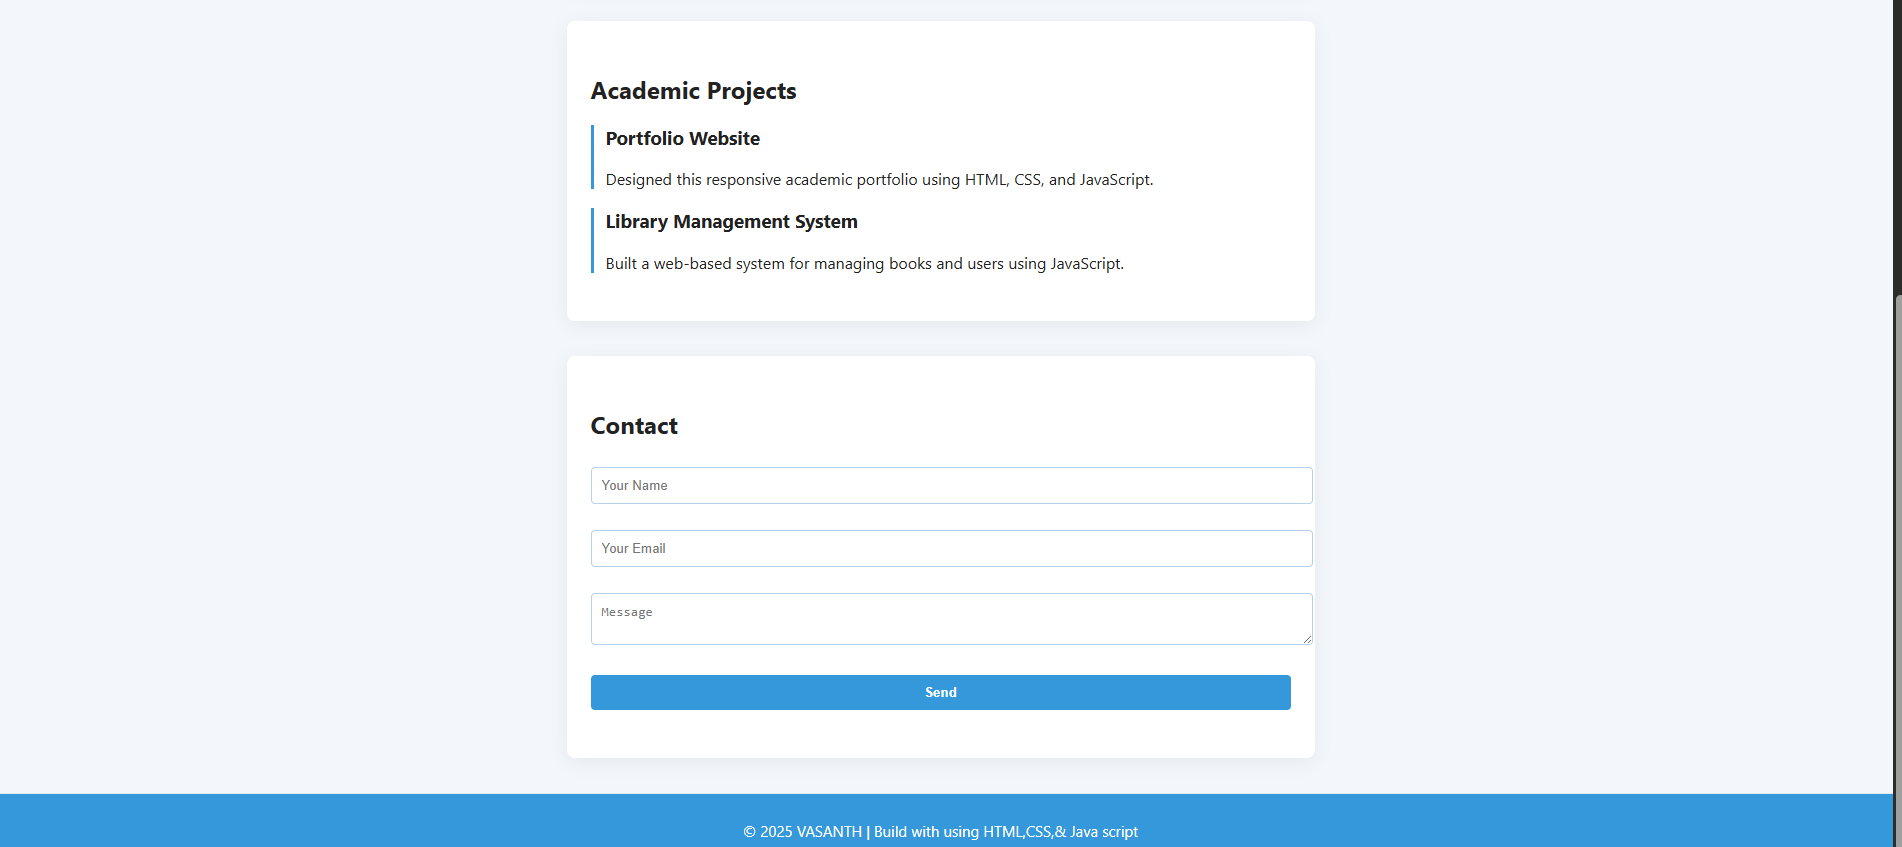 Academic Projects
Portfolio Website
Designed this responsive academic portfolio using HTML, CSS, and JavaScript.
Library Management System
Built a web-based system for managing books and users using JavaScript.
Contact
Your Name
Your Email
Message
Send
© 2025 VASANTH | Build with using HTML,CSS,& Java script